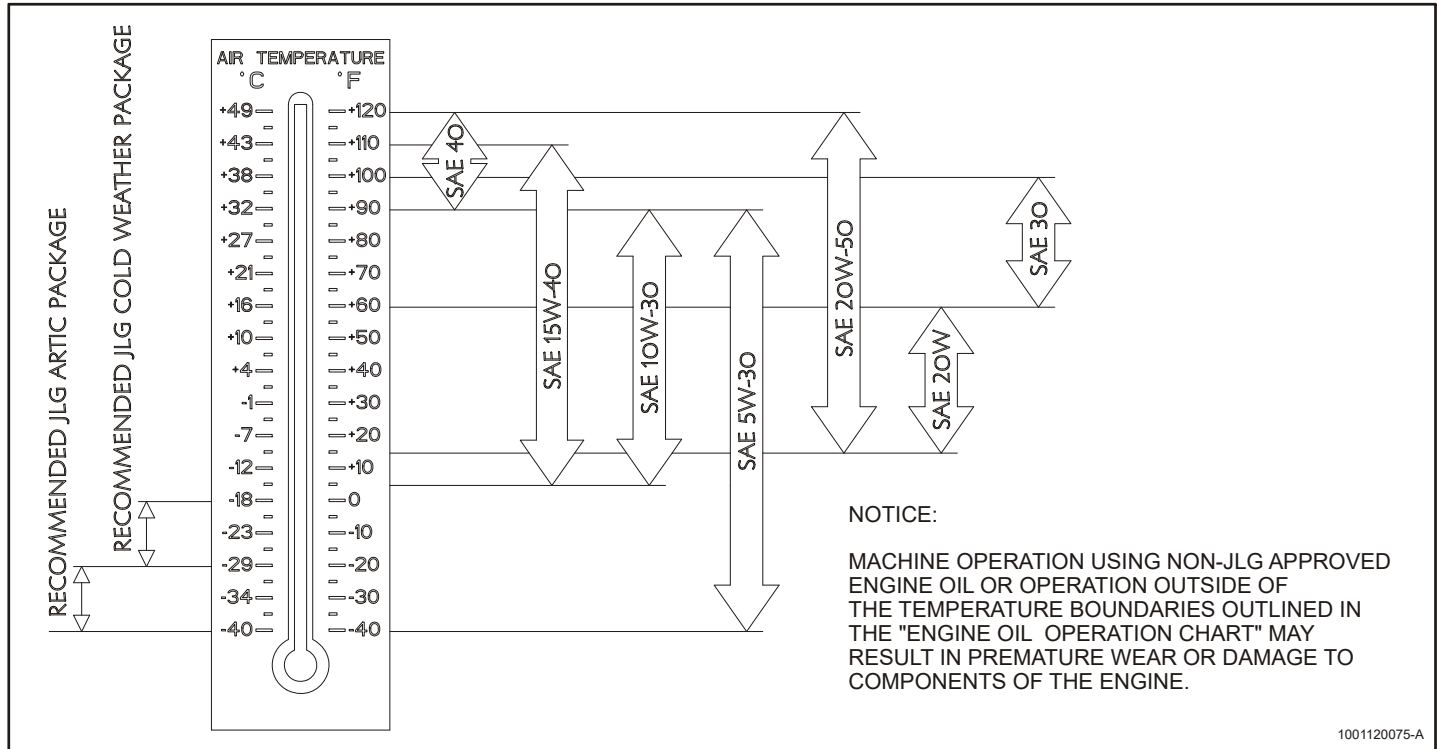 RECOMMENDED JLG ARTIC PACKAGE
RECOMMENDED JLG COLD WEATHER PACKAGE
AIR TEMPERATURE
°C °F
+49 +120
+43 +110
+38 +100
+32 +90
+27 +80
+21 +70
+16 +60
+10 +50
+4 +40
-1 +30
-7 +20
-12 +10
-18 0
-23 -10
-29 -20
-34 -30
-40 -40
SAE 40
SAE 15W-40
SAE 10W-30
SAE 5W-30
SAE 20W-50
SAE 20W
SAE 30
NOTICE:
MACHINE OPERATION USING NON-JLG APPROVED
ENGINE OIL OR OPERATION OUTSIDE OF
THE TEMPERATURE BOUNDARIES OUTLINED IN
THE "ENGINE OIL OPERATION CHART" MAY
RESULT IN PREMATURE WEAR OR DAMAGE TO
COMPONENTS OF THE ENGINE.
1001120075-A